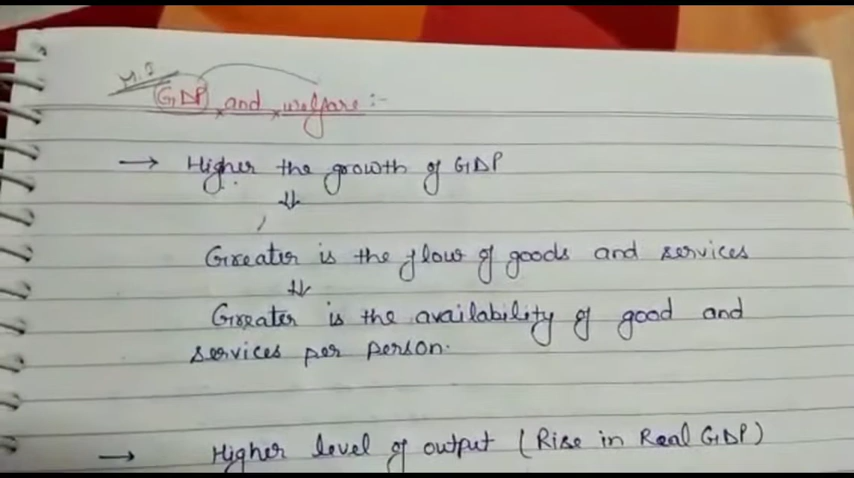 M.I
GDP and welfare :-
→ Higher the growth of GDP
⇓
Greater is the flow of goods and services
⇓
Greater is the availability of good and
services per person.
→ Higher level of output (Rise in Real GDP)